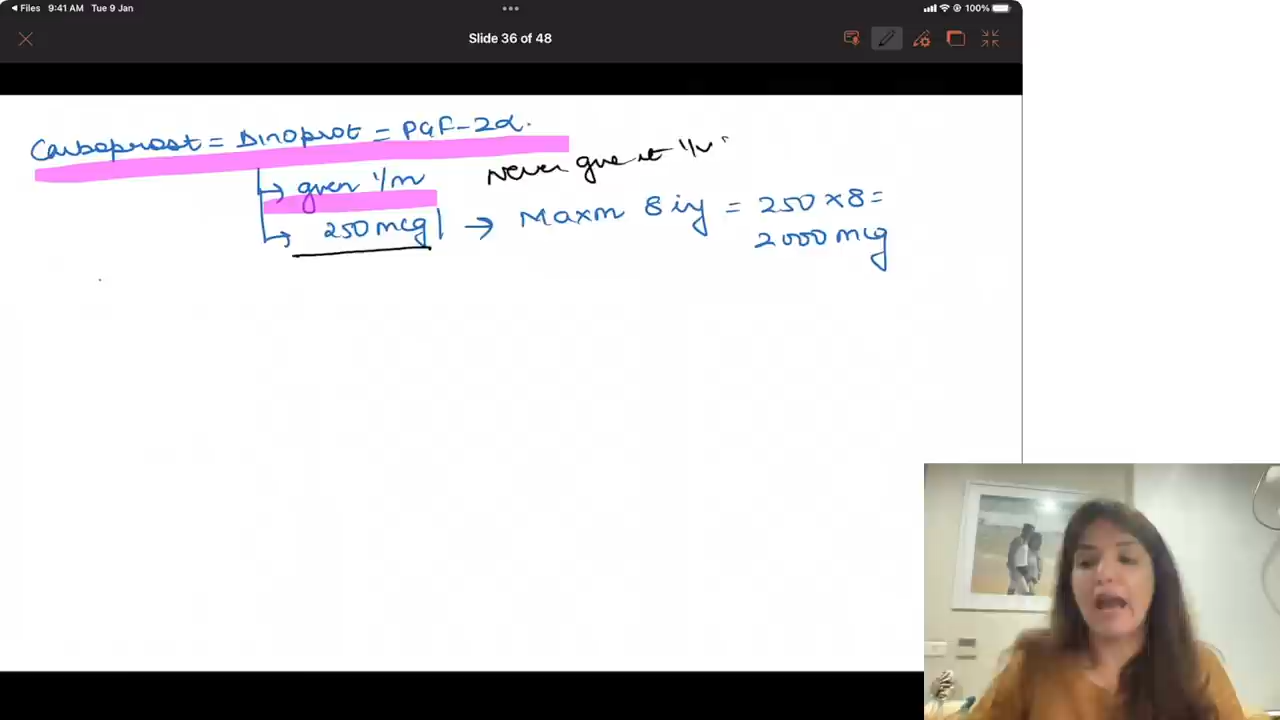 Files 9:41 AM Tue 9 Jan 100%
Slide 36 of 48
Carboprost = Dinoprot = PGF-2α.
→ given I/m Never give it I/v
→ 250 mcg → Maxm 8 inj = 250 × 8 =
2000 mcg